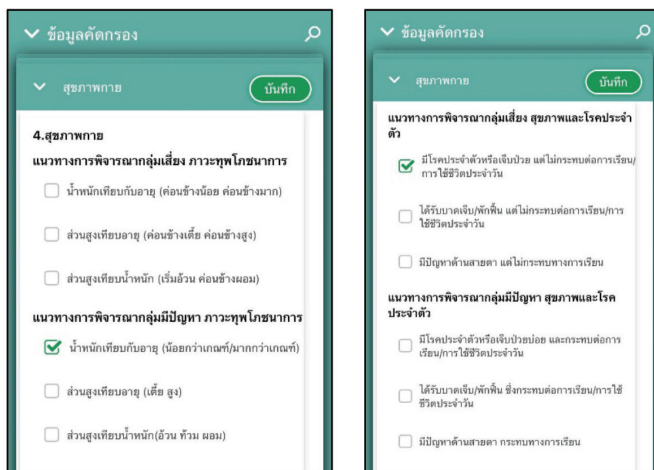 ข้อมูลคัดกรอง
สุขภาพกาย
บันทึก
4.สุขภาพกาย
แนวทางการพิจารณากลุ่มเสี่ยง ภาวะทุพโภชนาการ
น้ำหนักเทียบกับอายุ (ค่อนข้างน้อย ค่อนข้างมาก)
ส่วนสูงเทียบอายุ (ค่อนข้างเตี้ย ค่อนข้างสูง)
ส่วนสูงเทียบน้ำหนัก (เริ่มอ้วน ค่อนข้างผอม)
แนวทางการพิจารณากลุ่มมีปัญหา ภาวะทุพโภชนาการ
น้ำหนักเทียบกับอายุ (น้อยกว่าเกณฑ์/มากกว่าเกณฑ์)
ส่วนสูงเทียบอายุ (เตี้ย สูง)
ส่วนสูงเทียบน้ำหนัก(อ้วน ท้วม ผอม)
ข้อมูลคัดกรอง
สุขภาพกาย
บันทึก
แนวทางการพิจารณากลุ่มเสี่ยง สุขภาพและโรคประจำ
ตัว
มีโรคประจำตัวหรือเจ็บป่วย แต่ไม่กระทบต่อการเรียน/
การใช้ชีวิตประจำวัน
ได้รับบาดเจ็บ/พักฟื้น แต่ไม่กระทบต่อการเรียน/การ
ใช้ชีวิตประจำวัน
มีปัญหาด้านสายตา แต่ไม่กระทบทางการเรียน
แนวทางการพิจารณากลุ่มมีปัญหา สุขภาพและโรค
ประจำตัว
มีโรคประจำตัวหรือเจ็บป่วยบ่อย และกระทบต่อการ
เรียน/การใช้ชีวิตประจำวัน
ได้รับบาดเจ็บ/พักฟื้น ซึ่งกระทบต่อการเรียน/การใช้
ชีวิตประจำวัน
มีปัญหาด้านสายตา กระทบทางการเรียน